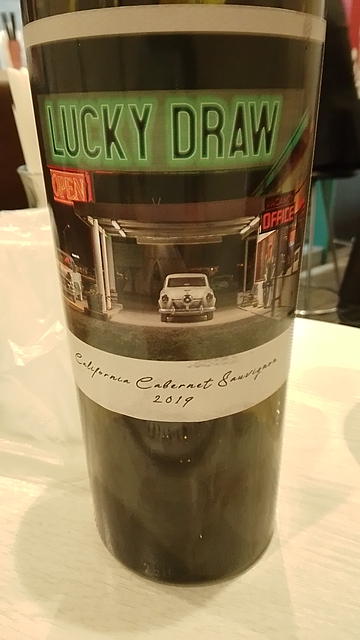 LUCKY DRAW
OPEN
OFFICE
California Cabernet Sauvignon
2019